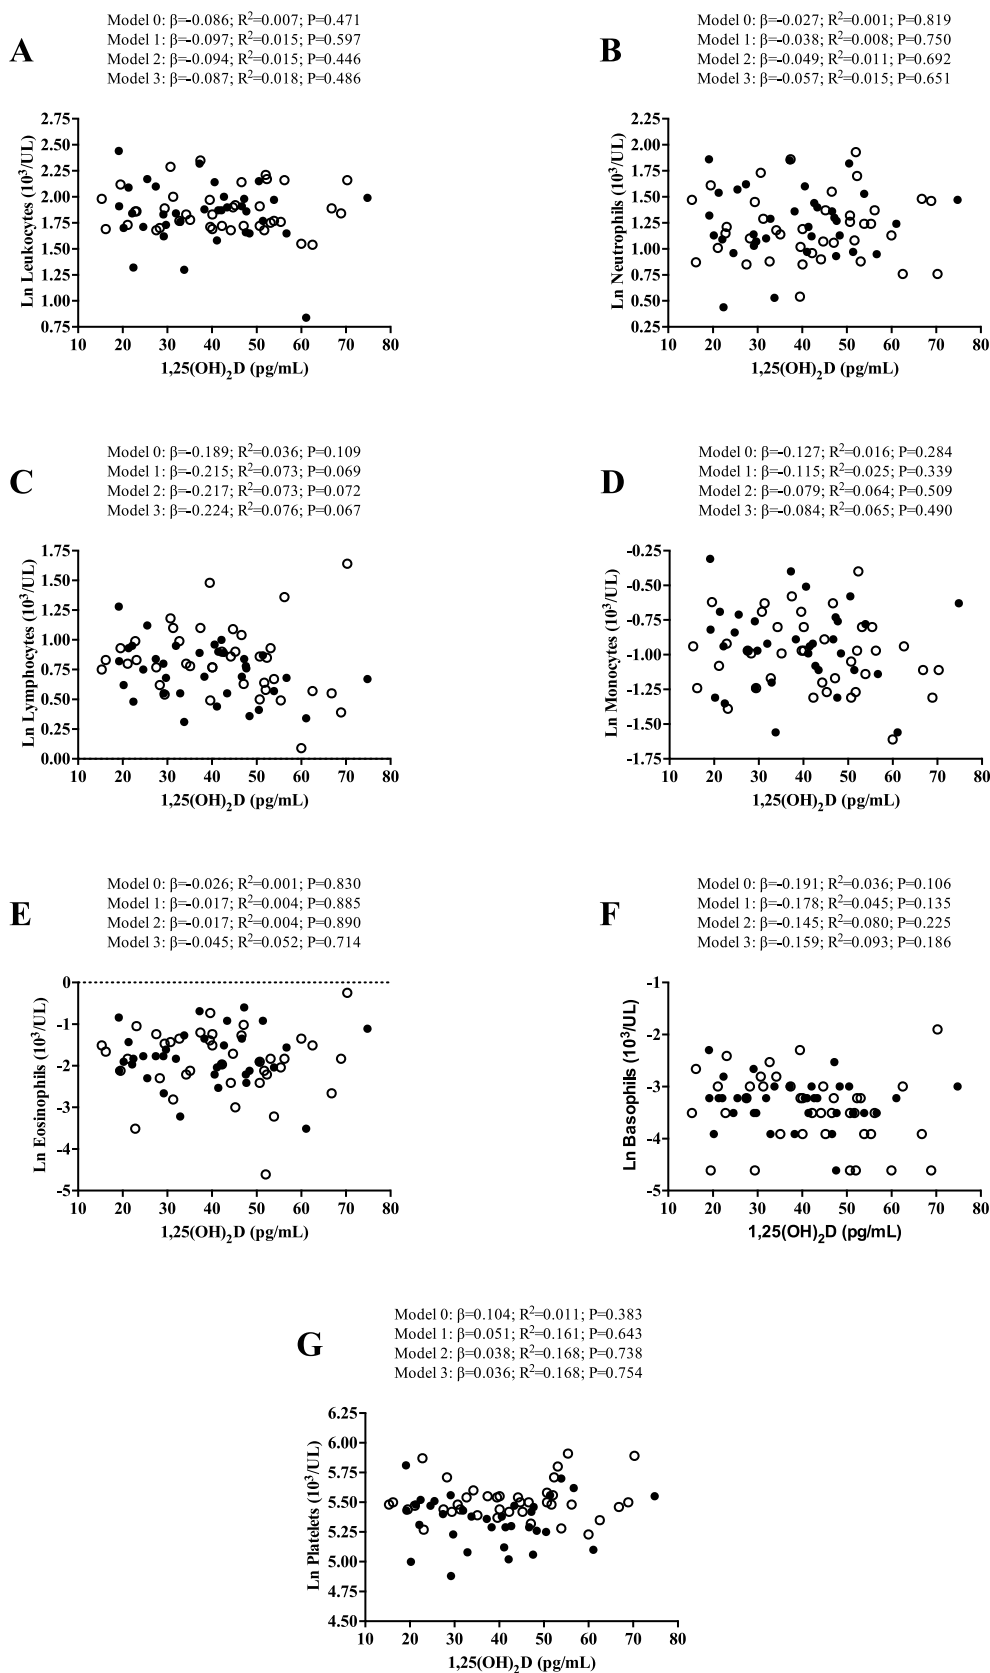 Model 0: β=-0.086; R²=0.007; P=0.471
Model 1: β=-0.097; R²=0.015; P=0.597
Model 2: β=-0.094; R²=0.015; P=0.446
Model 3: β=-0.087; R²=0.018; P=0.486
A
Ln Leukocytes (10³/UL)
2.75
2.50
2.25
2.00
1.75
1.50
1.25
1.00
0.75
10 20 30 40 50 60 70 80
1,25(OH)₂D (pg/mL)
Model 0: β=-0.027; R²=0.001; P=0.819
Model 1: β=-0.038; R²=0.008; P=0.750
Model 2: β=-0.049; R²=0.011; P=0.692
Model 3: β=-0.057; R²=0.015; P=0.651
B
Ln Neutrophils (10³/UL)
2.25
2.00
1.75
1.50
1.25
1.00
0.75
0.50
0.25
10 20 30 40 50 60 70 80
1,25(OH)₂D (pg/mL)
Model 0: β=-0.189; R²=0.036; P=0.109
Model 1: β=-0.215; R²=0.073; P=0.069
Model 2: β=-0.217; R²=0.073; P=0.072
Model 3: β=-0.224; R²=0.076; P=0.067
C
Ln Lymphocytes (10³/UL)
1.75
1.50
1.25
1.00
0.75
0.50
0.25
0.00
10 20 30 40 50 60 70 80
1,25(OH)₂D (pg/mL)
Model 0: β=-0.127; R²=0.016; P=0.284
Model 1: β=-0.115; R²=0.025; P=0.339
Model 2: β=-0.079; R²=0.064; P=0.509
Model 3: β=-0.084; R²=0.065; P=0.490
D
Ln Monocytes (10³/UL)
-0.25
-0.50
-0.75
-1.00
-1.25
-1.50
-1.75
10 20 30 40 50 60 70 80
1,25(OH)₂D (pg/mL)
Model 0: β=-0.026; R²=0.001; P=0.830
Model 1: β=-0.017; R²=0.004; P=0.885
Model 2: β=-0.017; R²=0.004; P=0.890
Model 3: β=-0.045; R²=0.052; P=0.714
E
Ln Eosinophils (10³/UL)
0
-1
-2
-3
-4
-5
10 20 30 40 50 60 70 80
1,25(OH)₂D (pg/mL)
Model 0: β=-0.191; R²=0.036; P=0.106
Model 1: β=-0.178; R²=0.045; P=0.135
Model 2: β=-0.145; R²=0.080; P=0.225
Model 3: β=-0.159; R²=0.093; P=0.186
F
Ln Basophils (10³/UL)
-1
-2
-3
-4
-5
10 20 30 40 50 60 70 80
1,25(OH)₂D (pg/mL)
Model 0: β=0.104; R²=0.011; P=0.383
Model 1: β=0.051; R²=0.161; P=0.643
Model 2: β=0.038; R²=0.168; P=0.738
Model 3: β=0.036; R²=0.168; P=0.754
G
Ln Platelets (10³/UL)
6.25
6.00
5.75
5.50
5.25
5.00
4.75
4.50
10 20 30 40 50 60 70 80
1,25(OH)₂D (pg/mL)